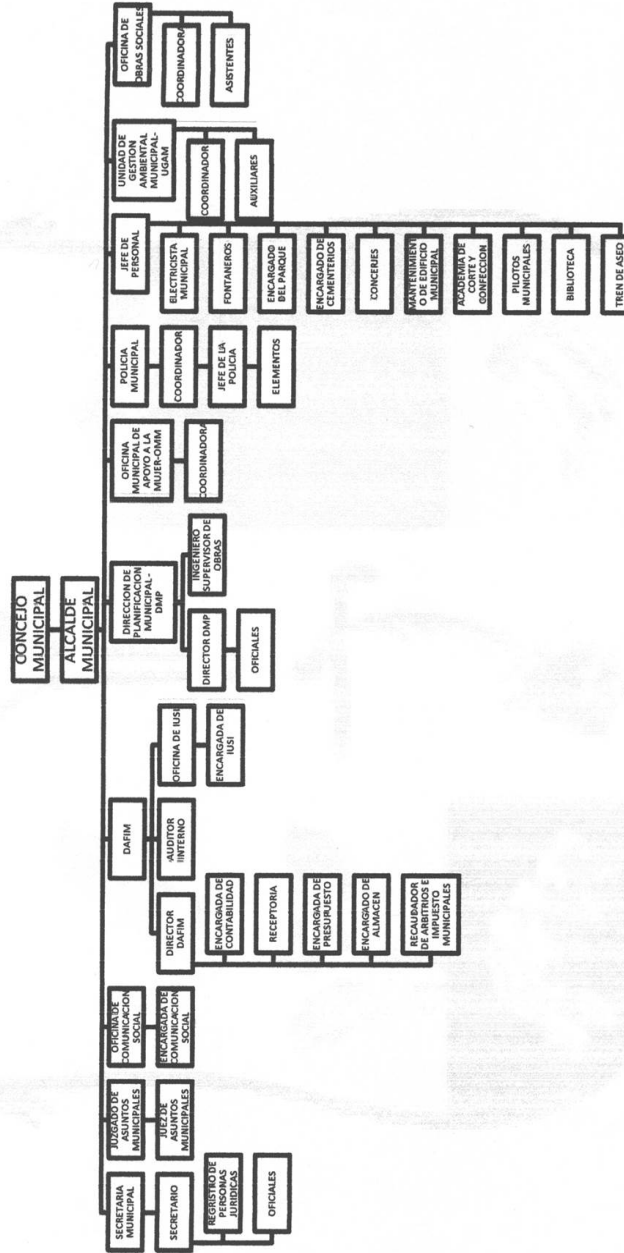 CONCEJO
MUNICIPAL
ALCALDE
MUNICIPAL
SECRETARIA
MUNICIPAL
SECRETARIO
REGRISTRO DE
PERSONAS
JURIDICAS
OFICIALES
JUZGADO DE
ASUNTOS
MUNICIPALES
JUEZ DE
ASUNTOS
MUNICIPALES
OFICINA DE
COMUNICACION
SOCIAL
ENCARGADA DE
COMUNICACION
SOCIAL
DAFIM
DIRECTOR
DAFIM
ENCARGADA DE
CONTABILIDAD
RECEPTORIA
ENCARGADA DE
PRESUPUESTO
ENCARGADO DE
ALMACEN
RECAUDADOR
DE ARBITRIOS E
IMPUESTO
MUNICIPALES
AUDITOR
INTERNO
OFICINA DE IUSI
ENCARGADA DE
IUSI
DIRECCION DE
PLANIFICACION
MUNICIPAL-
DMP
DIRECTOR DMP
OFICIALES
INGENIERO
SUPERVISOR DE
OBRAS
OFICINA
MUNICIPAL DE
APOYO A LA
MUJER-OMM
COORDINADORA
POLICIA
MUNICIPAL
COORDINADOR
JEFE DE LA
POLICIA
ELEMENTOS
JEFE DE
PERSONAL
ELECTRICISTA
MUNICIPAL
FONTANEROS
ENCARGADO
DEL PARQUE
ENCARGADO DE
CEMENTERIOS
CONCERJES
MANTENIMIENT
O DE EDIFICIO
MUNICIPAL
ACADEMIA DE
CORTE Y
CONFECCION
PILOTOS
MUNICIPALES
BIBLIOTECA
TREN DE ASEO
UNIDAD DE
GESTION
AMBIENTAL
MUNICIPAL-
UGAM
COORDINADOR
AUXILIARES
OFICINA DE
OBRAS SOCIALES
COORDINADORA
ASISTENTES